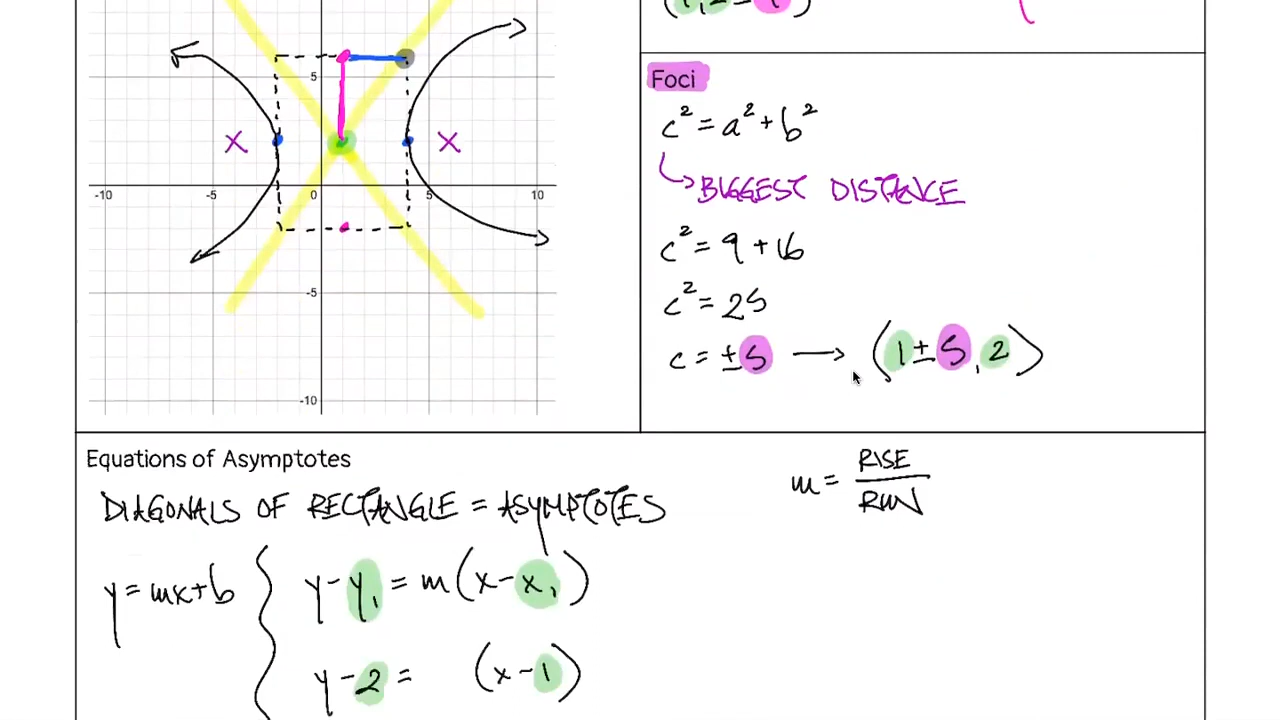 5
-10
-5
0
5
10
-5
-10
Foci
c² = a² + b²
BIGGEST DISTANCE
c² = 9 + 16
c² = 25
c = ±5 → (1 ± 5, 2)
Equations of Asymptotes
DIAGONALS OF RECTANGLE = ASYMPTOTES
m = RISE
RUN
y = mx + b { y - y₁ = m(x - x₁)
y - 2 = (x - 1)